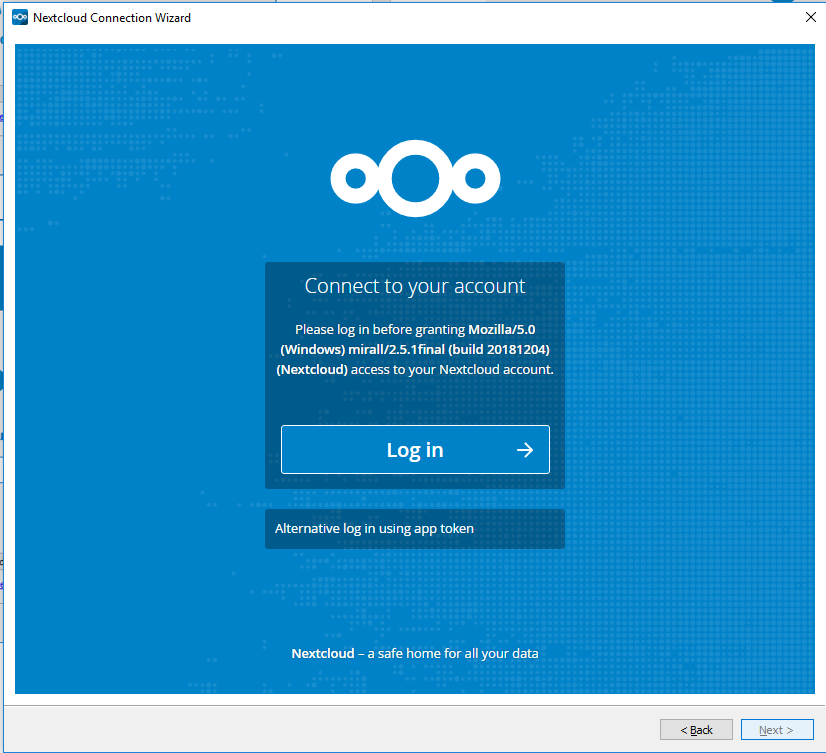 Nextcloud Connection Wizard
Connect to your account
Please log in before granting Mozilla/5.0
(Windows) mirall/2.5.1final (build 20181204)
(Nextcloud) access to your Nextcloud account.
Log in
Alternative log in using app token
Nextcloud – a safe home for all your data
< Back
Next >